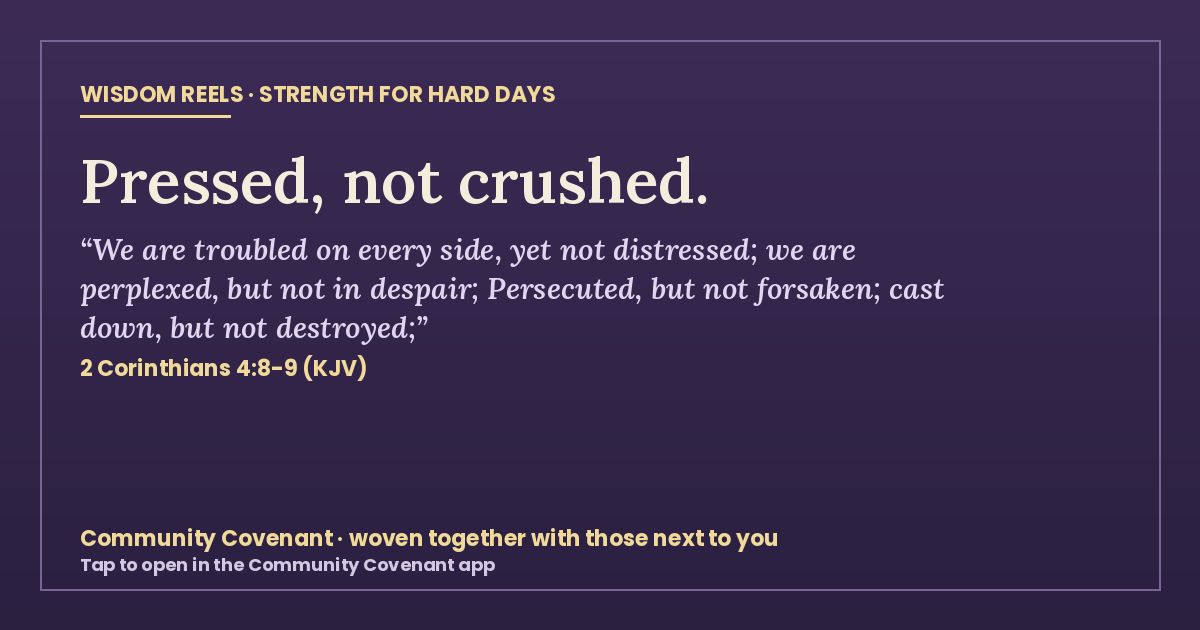 WISDOM REELS · STRENGTH FOR HARD DAYS
Pressed, not crushed.
“We are troubled on every side, yet not distressed; we are
perplexed, but not in despair; Persecuted, but not forsaken; cast
down, but not destroyed;”
2 Corinthians 4:8–9 (KJV)
Community Covenant · woven together with those next to you
Tap to open in the Community Covenant app